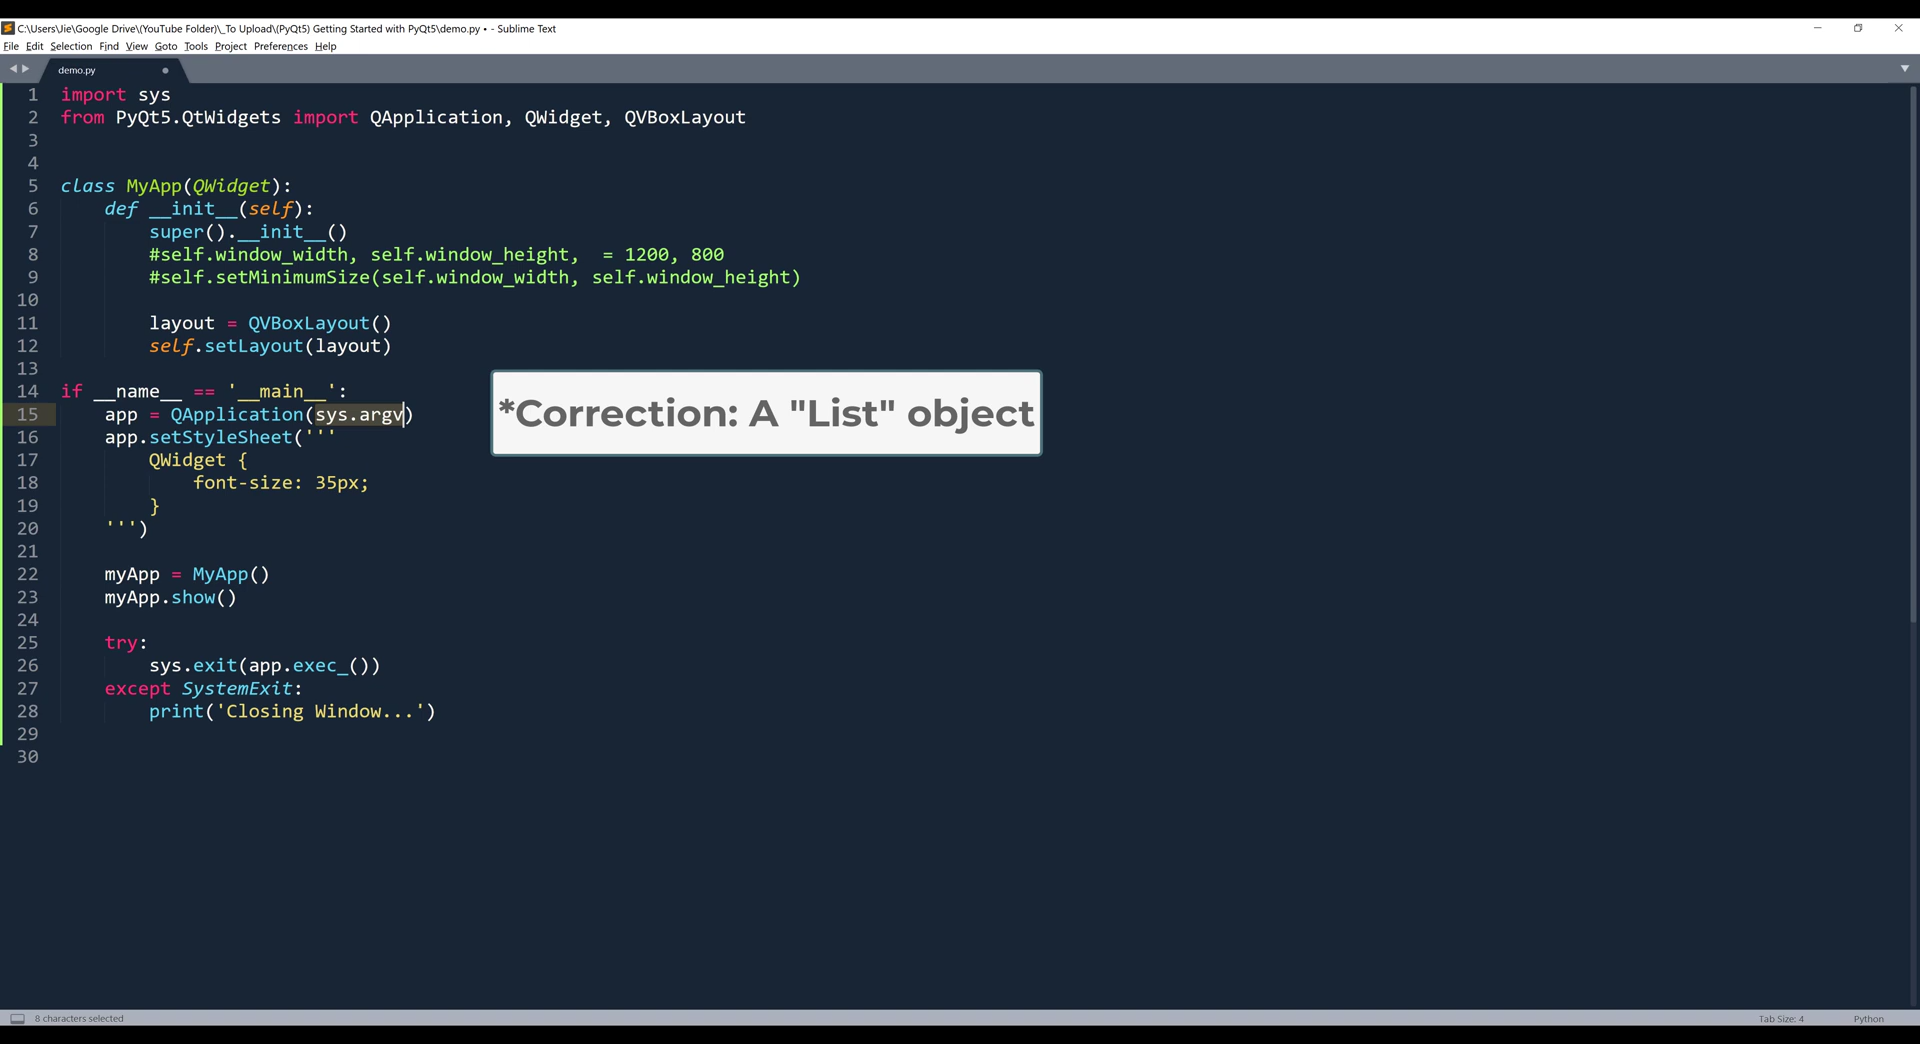 C:\Users\Jie\Google Drive\(YouTube Folder)\_To Upload\(PyQt5) Getting Started with PyQt5\demo.py • - Sublime Text
File Edit Selection Find View Goto Tools Project Preferences Help
demo.py
1 import sys
2 from PyQt5.QtWidgets import QApplication, QWidget, QVBoxLayout
3
4
5 class MyApp(QWidget):
6     def __init__(self):
7         super().__init__()
8         #self.window_width, self.window_height,  = 1200, 800
9         #self.setMinimumSize(self.window_width, self.window_height)
10
11         layout = QVBoxLayout()
12         self.setLayout(layout)
13
14 if __name__ == '__main__':
15     app = QApplication(sys.argv)
*Correction: A "List" object
16     app.setStyleSheet('''
17         QWidget {
18             font-size: 35px;
19         }
20     ''')
21
22     myApp = MyApp()
23     myApp.show()
24
25     try:
26         sys.exit(app.exec_())
27     except SystemExit:
28         print('Closing Window...')
29
30
8 characters selected
Tab Size: 4
Python